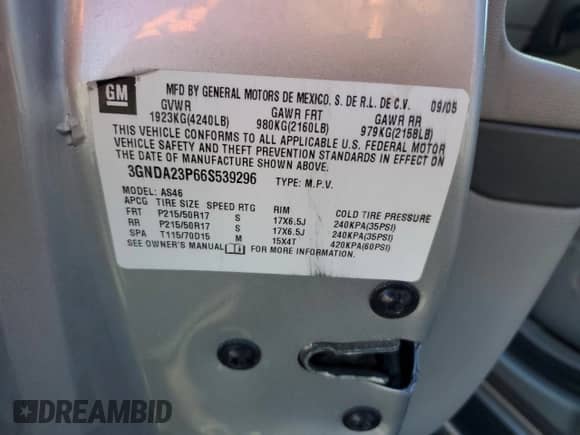 GM
MFD BY GENERAL MOTORS DE MEXICO, S. DE R.L. DE C.V. 09/05
GVWR GAWR FRT GAWR RR
1923KG(4240LB) 980KG(2160LB) 979KG(2158LB)
THIS VEHICLE CONFORMS TO ALL APPLICABLE U.S. FEDERAL MOTOR
VEHICLE SAFETY AND THEFT PREVENTION STANDARDS IN EFFECT ON
THE DATE OF MANUFACTURE SHOWN ABOVE.
3GNDA23P66S539296 TYPE: M.P.V.
MODEL: AS46
APCG TIRE SIZE SPEED RTG RIM COLD TIRE PRESSURE
FRT P215/50R17 S 17X6.5J 240KPA(35PSI)
RR P215/50R17 S 17X6.5J 240KPA(35PSI)
SPA T115/70D15 M 15X4T 420KPA(60PSI)
SEE OWNER'S MANUAL FOR MORE INFORMATION.
DREAMBID